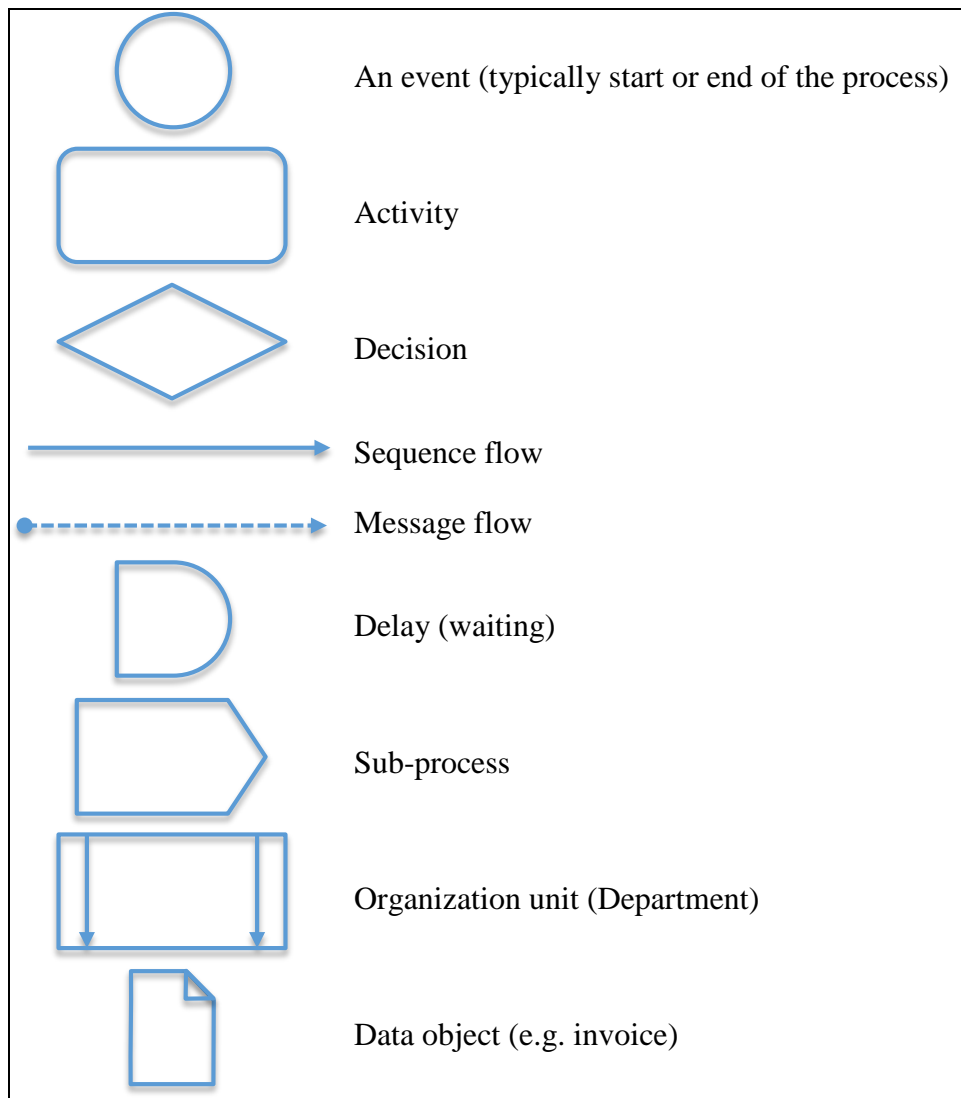 An event (typically start or end of the process)
Activity
Decision
Sequence flow
Message flow
Delay (waiting)
Sub-process
Organization unit (Department)
Data object (e.g. invoice)